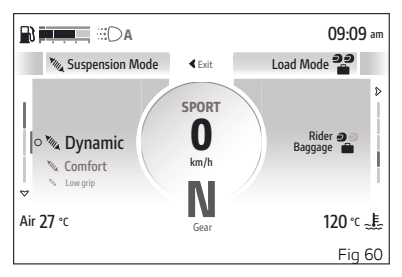 A
09:09 am
Suspension Mode
Exit
Load Mode
SPORT
0
km/h
Dynamic
Comfort
Low grip
Rider
Baggage
N
Gear
Air 27 °C
120 °C
Fig 60